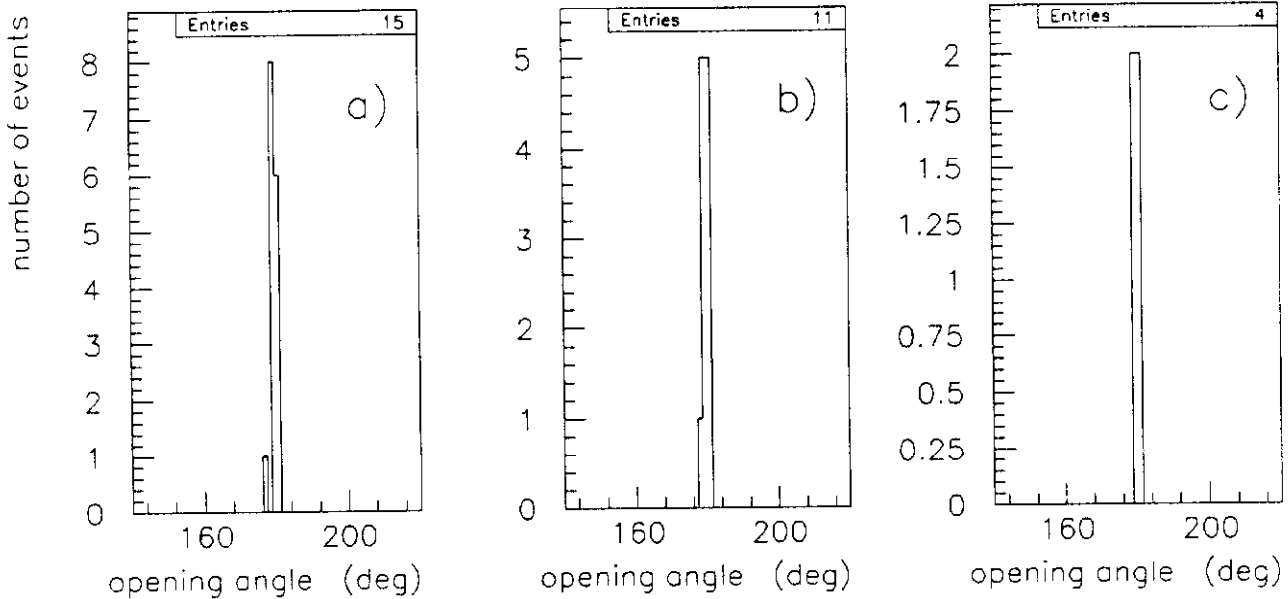 Entries 15
a)
number of events
8
7
6
5
4
3
2
1
0
160 200
opening angle (deg)
Entries 11
b)
5
4
3
2
1
0
160 200
opening angle (deg)
Entries 4
c)
2
1.75
1.5
1.25
1
0.75
0.5
0.25
0
160 200
opening angle (deg)